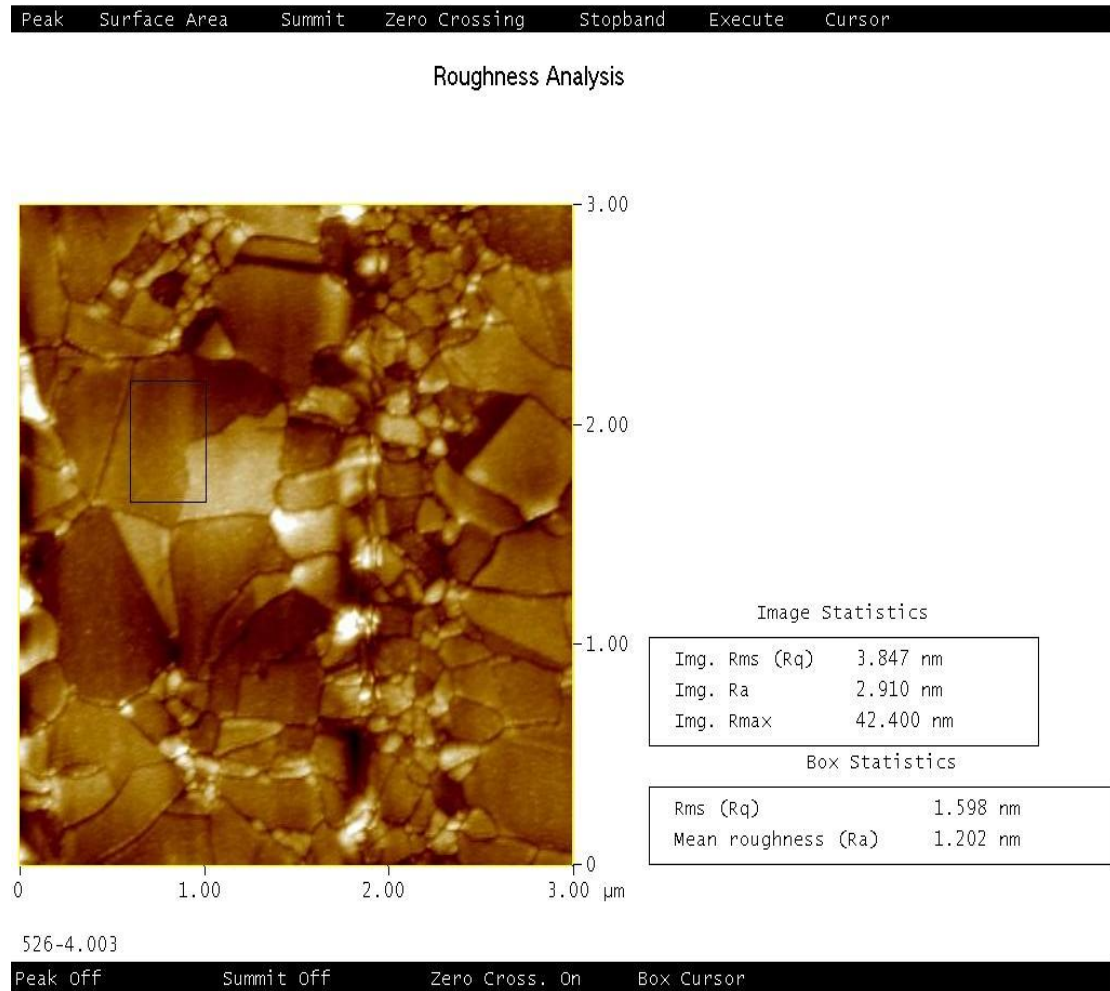 Peak Surface Area Summit Zero Crossing Stopband Execute Cursor
Roughness Analysis
3.00
2.00
1.00
0
0 1.00 2.00 3.00 μm
Image Statistics
Img. Rms (Rq) 3.847 nm
Img. Ra 2.910 nm
Img. Rmax 42.400 nm
Box Statistics
Rms (Rq) 1.598 nm
Mean roughness (Ra) 1.202 nm
526-4.003
Peak Off Summit Off Zero Cross. On Box Cursor